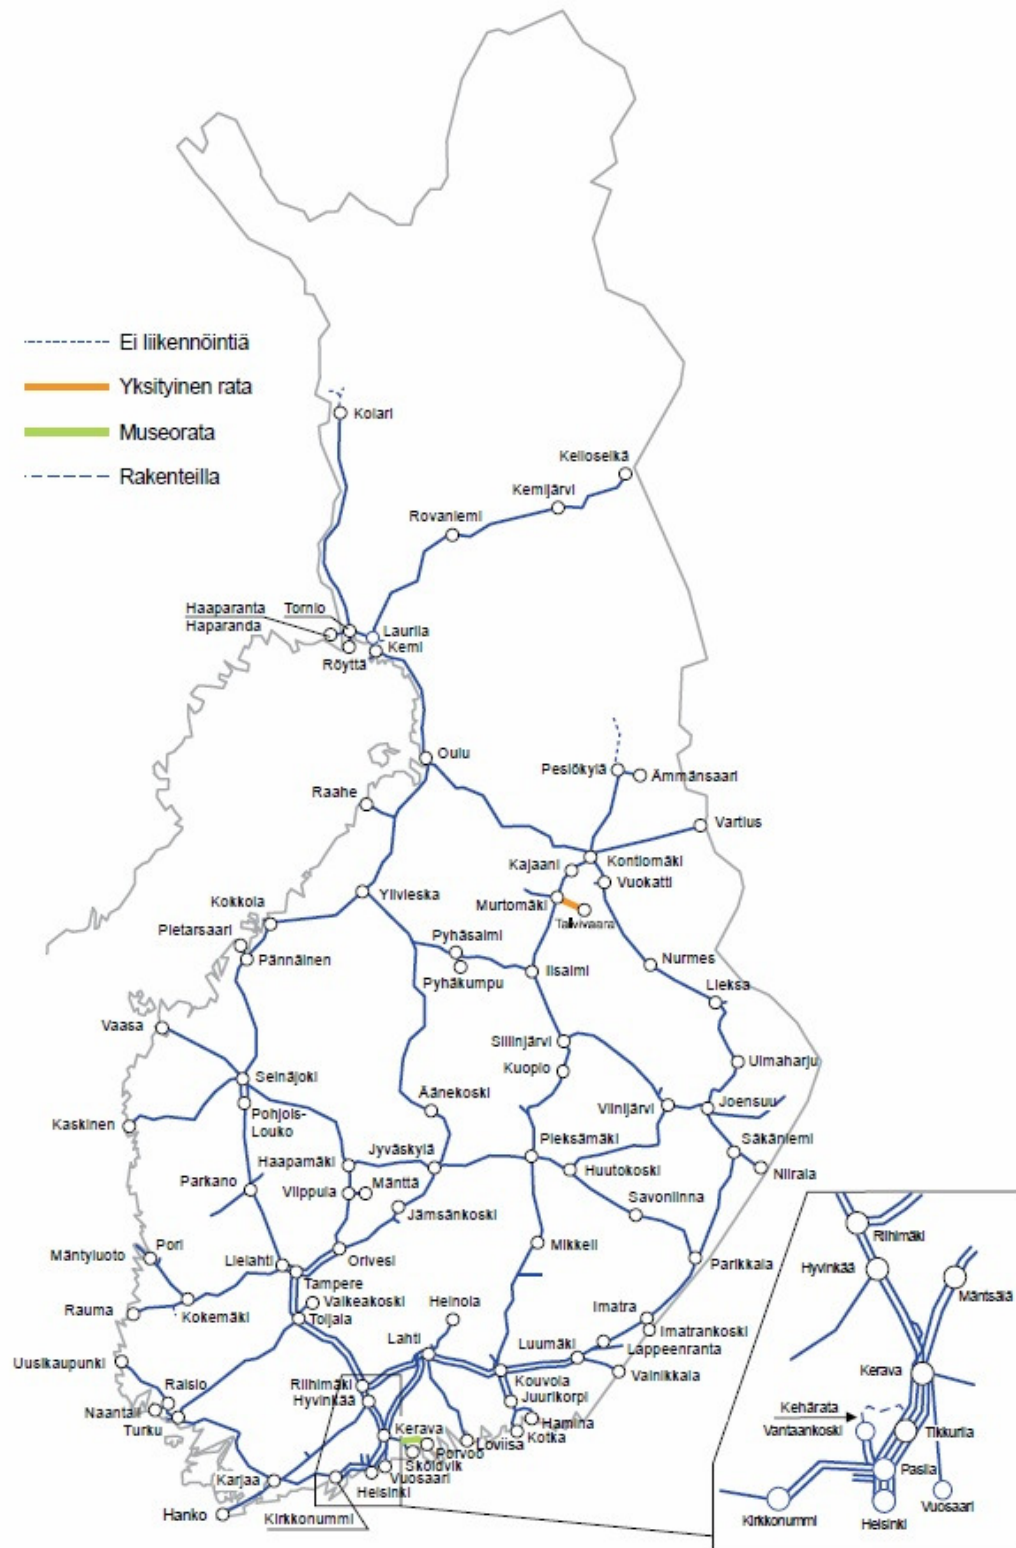 Ei liikennöintiä
Yksityinen rata
Museorata
Rakenteilla
Kolari
Kelloselkä
Kemijärvi
Rovaniemi
Haaparanta
Haparanda
Tornio
Laurila
Kemi
Röyttä
Oulu
Pesiökylä
Ämmänsaari
Raahe
Vartius
Kontiomäki
Kajaani
Vuokatti
Ylivieska
Murtomäki
Talvivaara
Kokkola
Pietarsaari
Pännäinen
Pyhäsalmi
Pyhäkumpu
Iisalmi
Nurmes
Lieksa
Vaasa
Siilinjärvi
Kuopio
Uimaharju
Seinäjoki
Äänekoski
Viinijärvi
Joensuu
Kaskinen
Pohjois-
Louko
Pieksämäki
Säkäniemi
Haapamäki
Jyväskylä
Huutokoski
Niirala
Parkano
Vilppula
Mänttä
Savonlinna
Jämsänkoski
Mäntyluoto
Pori
Lielahti
Orivesi
Mikkeli
Parikkala
Tampere
Rauma
Kokemäki
Valkeakoski
Toijala
Heinola
Imatra
Imatrankoski
Uusikaupunki
Lahti
Luumäki
Lappeenranta
Vainikkala
Raisio
Riihimäki
Kouvola
Naantali
Hyvinkää
Juurikorpi
Turku
Kerava
Hamina
Kotka
Porvoo
Loviisa
Sköldvik
Karjaa
Vuosaari
Helsinki
Hanko
Kirkkonummi
Riihimäki
Hyvinkää
Mäntsälä
Kerava
Kehärata
Vantaankoski
Tikkurila
Pasila
Kirkkonummi
Helsinki
Vuosaari